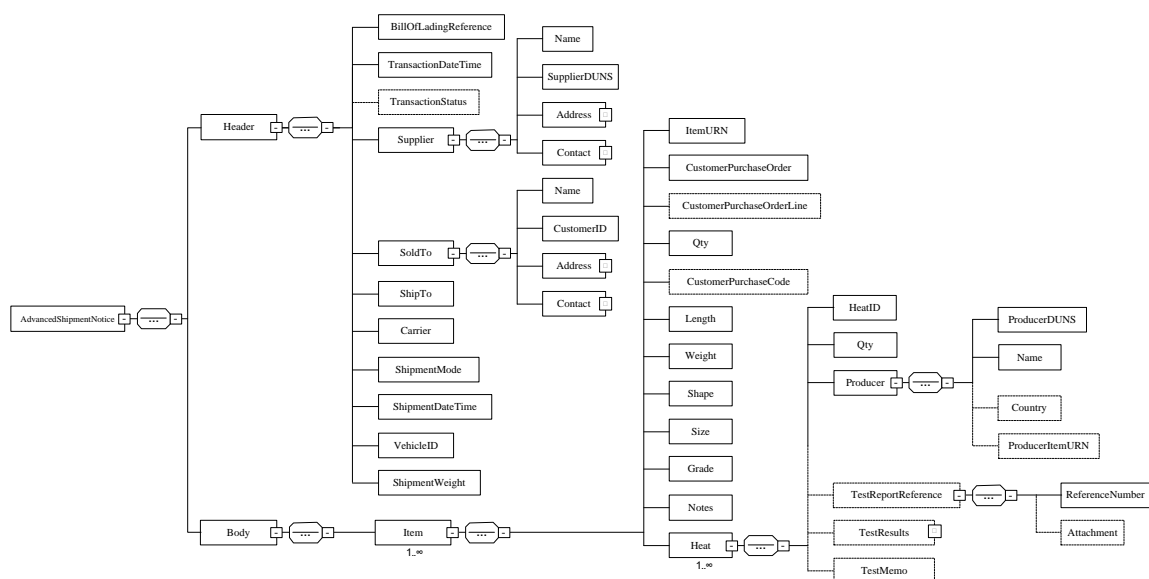 AdvancedShipmentNotice
Header
BillOfLadingReference
TransactionDateTime
TransactionStatus
Supplier
Name
SupplierDUNS
Address
Contact
SoldTo
Name
CustomerID
Address
Contact
ShipTo
Carrier
ShipmentMode
ShipmentDateTime
VehicleID
ShipmentWeight
Body
Item
1..∞
ItemURN
CustomerPurchaseOrder
CustomerPurchaseOrderLine
Qty
CustomerPurchaseCode
Length
Weight
Shape
Size
Grade
Notes
Heat
1..∞
HeatID
Qty
Producer
ProducerDUNS
Name
Country
ProducerItemURN
TestReportReference
ReferenceNumber
Attachment
TestResults
TestMemo